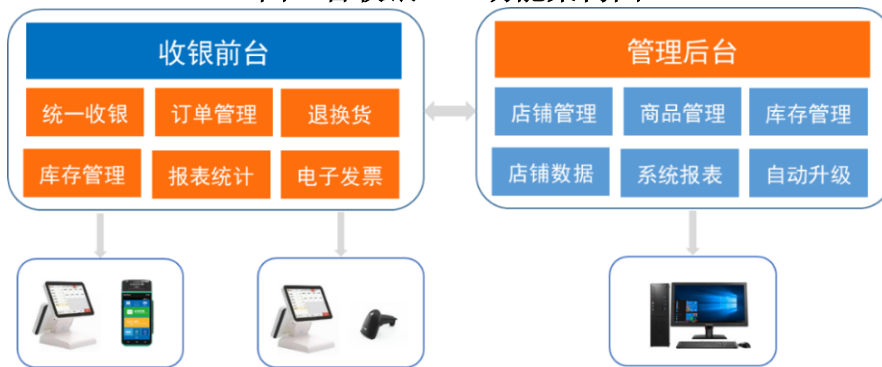 收银前台
管理后台
统一收银 订单管理 退换货
店铺管理 商品管理 库存管理
库存管理 报表统计 电子发票
店铺数据 系统报表 自动升级